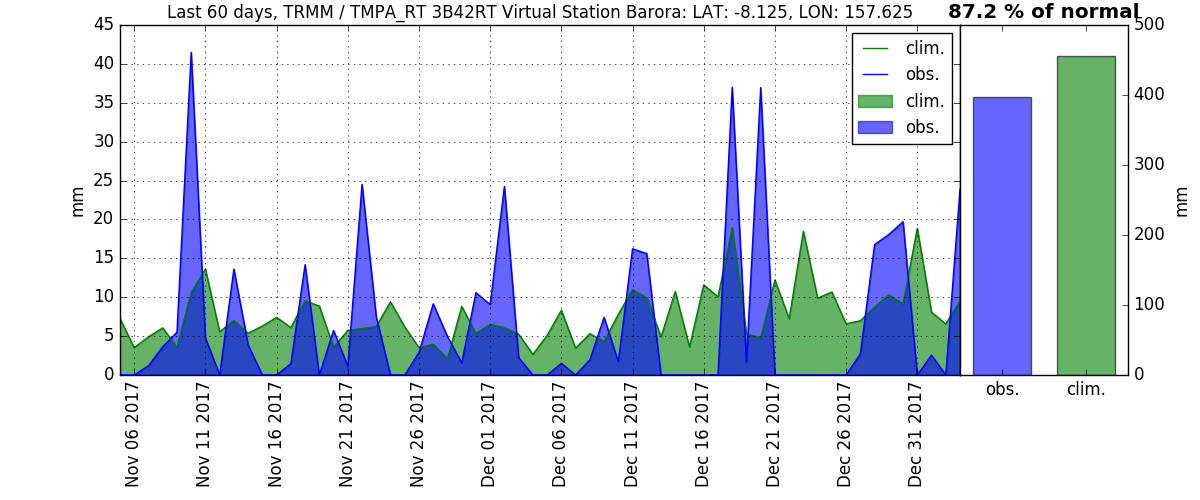 Last 60 days, TRMM / TMPA_RT 3B42RT Virtual Station Barora: LAT: -8.125, LON: 157.625
87.2 % of normal
45
40
35
30
25
20
15
10
5
0
mm
clim.
obs.
clim.
obs.
500
400
300
200
100
0
mm
Nov 06 2017
Nov 11 2017
Nov 16 2017
Nov 21 2017
Nov 26 2017
Dec 01 2017
Dec 06 2017
Dec 11 2017
Dec 16 2017
Dec 21 2017
Dec 26 2017
Dec 31 2017
obs.
clim.